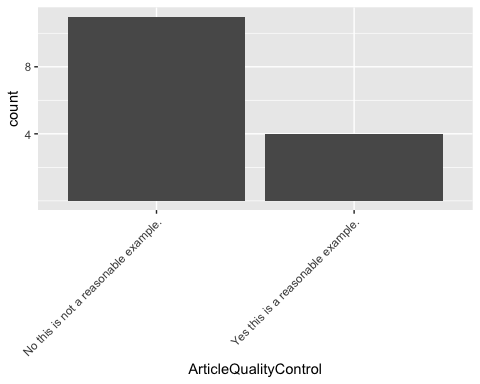 count
8
4
No this is not a reasonable example.
Yes this is a reasonable example.
ArticleQualityControl